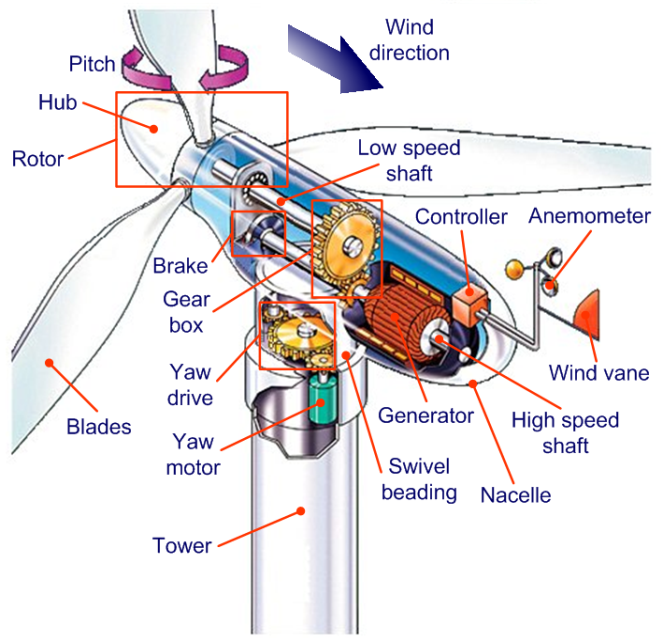 Wind
direction
Pitch
Hub
Rotor
Low speed
shaft
Controller
Anemometer
Brake
Gear
box
Yaw
drive
Wind vane
Blades
Generator
High speed
shaft
Yaw
motor
Swivel
beading
Nacelle
Tower